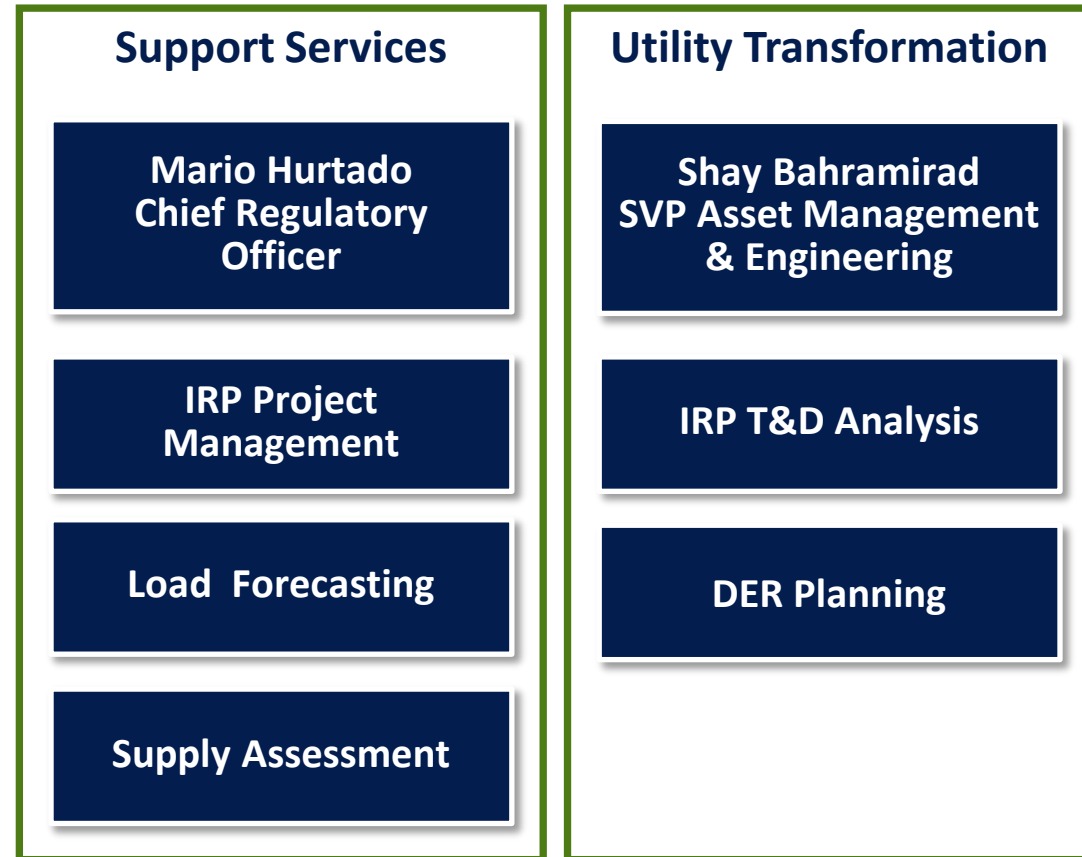 Support Services
Mario Hurtado
Chief Regulatory
Officer
IRP Project
Management
Load  Forecasting
Supply Assessment
Utility Transformation
Shay Bahramirad
SVP Asset Management
& Engineering
IRP T&D Analysis
DER Planning